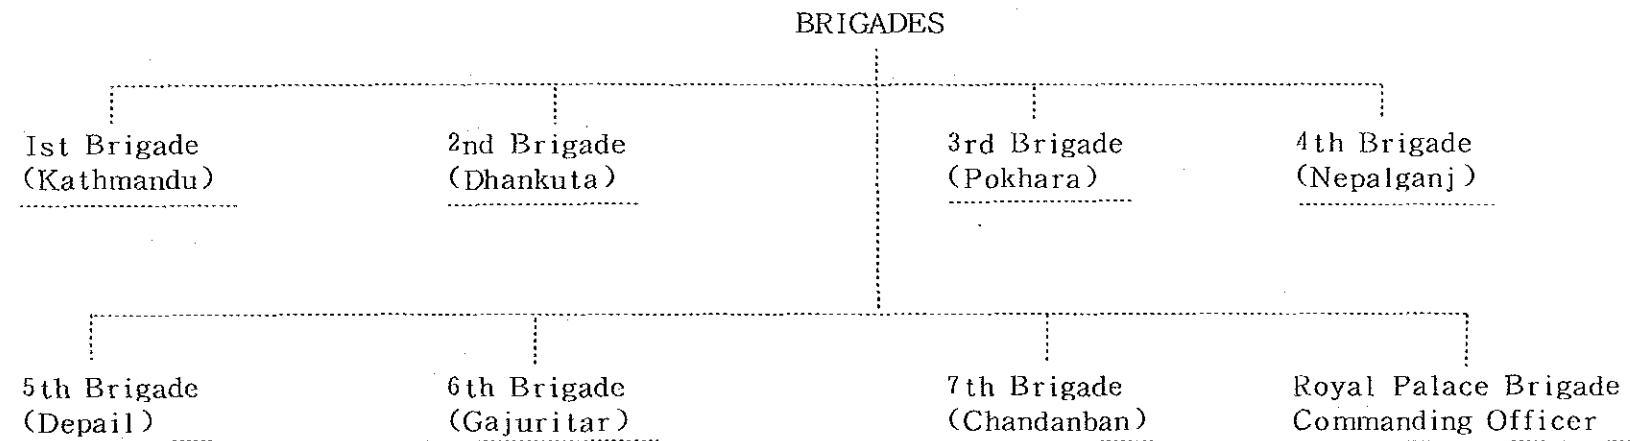 BRIGADES
Ist Brigade
(Kathmandu)
2nd Brigade
(Dhankuta)
3rd Brigade
(Pokhara)
4th Brigade
(Nepalganj)
5th Brigade
(Depail)
6th Brigade
(Gajuritar)
7th Brigade
(Chandanban)
Royal Palace Brigade
Commanding Officer